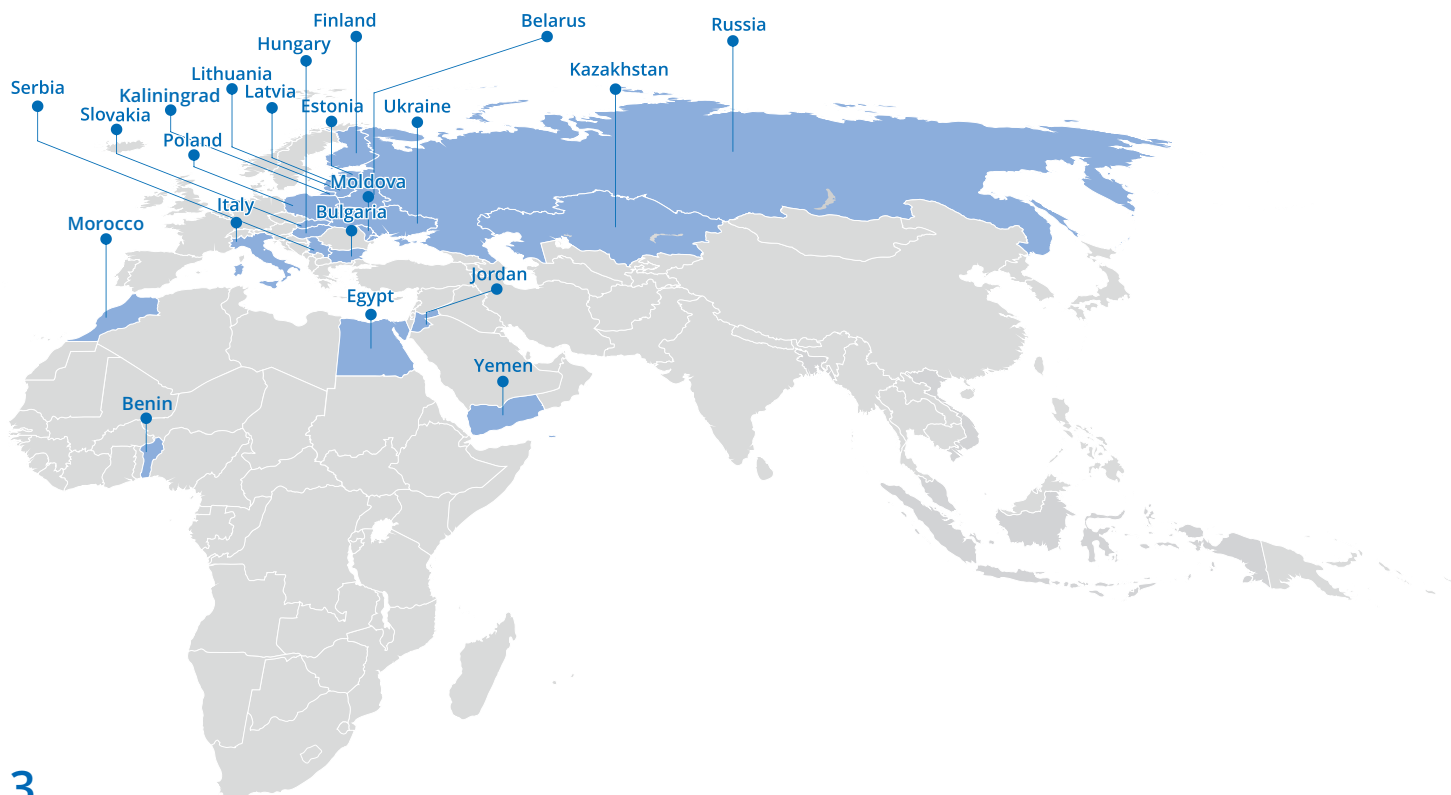 Finland
Belarus
Russia
Hungary
Kazakhstan
Lithuania
Serbia
Latvia
Kaliningrad
Estonia
Ukraine
Slovakia
Poland
Moldova
Italy
Bulgaria
Morocco
Jordan
Egypt
Yemen
Benin
3